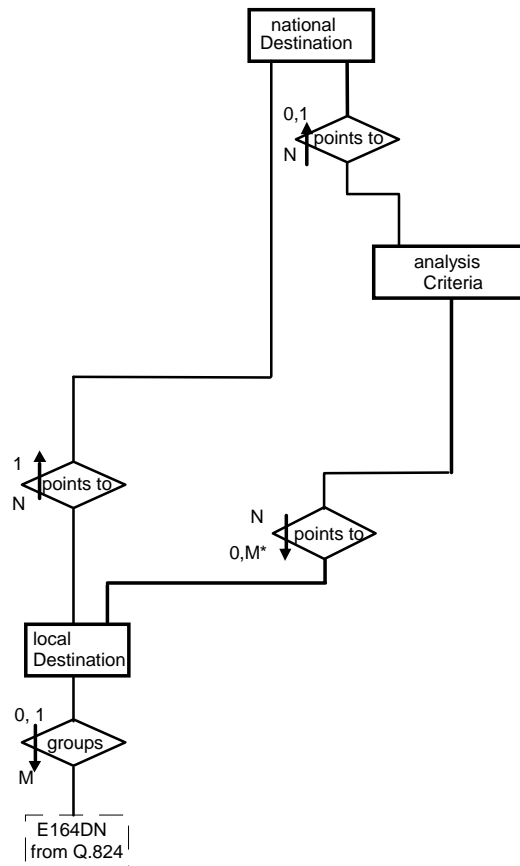 national
Destination
0,1
points to
N
analysis
Criteria
1
points to
N
N
points to
0,M*
local
Destination
0, 1
groups
M
E164DN
from Q.824